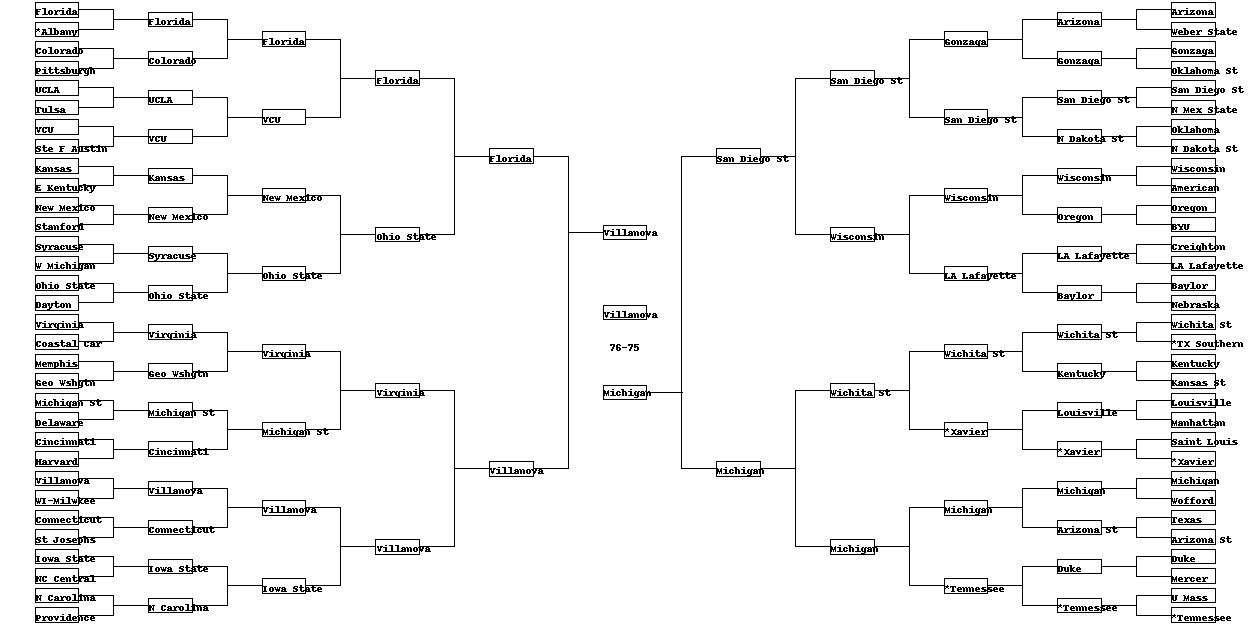 Florida
*Albany
Colorado
Pittsburgh
UCLA
Tulsa
VCU
Ste F Austin
Kansas
E Kentucky
New Mexico
Stanford
Syracuse
W Michigan
Ohio State
Dayton
Virginia
Coastal Car
Memphis
Geo Wshgtn
Michigan St
Delaware
Cincinnati
Harvard
Villanova
WI-Milwkee
Connecticut
St Josephs
Iowa State
NC Central
N Carolina
Providence
Florida
Colorado
UCLA
VCU
Kansas
New Mexico
Syracuse
Ohio State
Virginia
Geo Wshgtn
Michigan St
Cincinnati
Villanova
Connecticut
Iowa State
N Carolina
Florida
VCU
New Mexico
Ohio State
Virginia
Michigan St
Villanova
Iowa State
Florida
Ohio State
Virginia
Villanova
Florida
Villanova
Villanova
Villanova
76-75
Michigan
San Diego St
Michigan
San Diego St
Wisconsin
Wichita St
Michigan
Gonzaga
San Diego St
Wisconsin
LA Lafayette
Wichita St
*Xavier
Michigan
*Tennessee
Arizona
Gonzaga
San Diego St
N Dakota St
Wisconsin
Oregon
LA Lafayette
Baylor
Wichita St
Kentucky
Louisville
*Xavier
Michigan
Arizona St
Duke
*Tennessee
Arizona
Weber State
Gonzaga
Oklahoma St
San Diego St
N Mex State
Oklahoma
N Dakota St
Wisconsin
American
Oregon
BYU
Creighton
LA Lafayette
Baylor
Nebraska
Wichita St
*TX Southern
Kentucky
Kansas St
Louisville
Manhattan
Saint Louis
*Xavier
Michigan
Wofford
Texas
Arizona St
Duke
Mercer
U Mass
*Tennessee